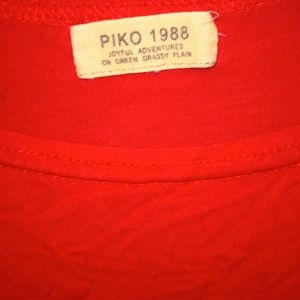 PIKO 1988
JOYFUL ADVENTURES
ON GREEN GRASSY PLAIN